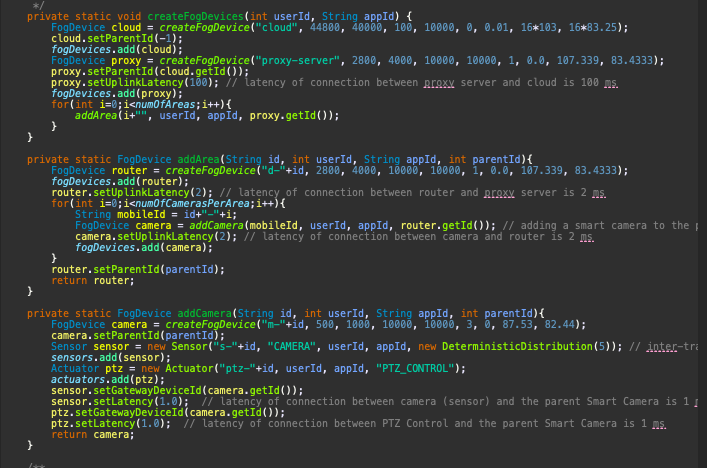 */
private static void createFogDevices(int userId, String appId) {
FogDevice cloud = createFogDevice("cloud", 44800, 40000, 100, 10000, 0, 0.01, 16*103, 16*83.25);
cloud.setParentId(-1);
fogDevices.add(cloud);
FogDevice proxy = createFogDevice("proxy-server", 2800, 4000, 10000, 10000, 1, 0.0, 107.339, 83.4333);
proxy.setParentId(cloud.getId());
proxy.setUplinkLatency(100); // latency of connection between proxy server and cloud is 100 ms
fogDevices.add(proxy);
for(int i=0;i<numOfAreas;i++){
addArea(i+"", userId, appId, proxy.getId());
}
}
private static FogDevice addArea(String id, int userId, String appId, int parentId){
FogDevice router = createFogDevice("d-"+id, 2800, 4000, 10000, 10000, 1, 0.0, 107.339, 83.4333);
fogDevices.add(router);
router.setUplinkLatency(2); // latency of connection between router and proxy server is 2 ms
for(int i=0;i<numOfCamerasPerArea;i++){
String mobileId = id+"-"+i;
FogDevice camera = addCamera(mobileId, userId, appId, router.getId()); // adding a smart camera to the
camera.setUplinkLatency(2); // latency of connection between camera and router is 2 ms
fogDevices.add(camera);
}
router.setParentId(parentId);
return router;
}
private static FogDevice addCamera(String id, int userId, String appId, int parentId){
FogDevice camera = createFogDevice("m-"+id, 500, 1000, 10000, 10000, 3, 0, 87.53, 82.44);
camera.setParentId(parentId);
Sensor sensor = new Sensor("s-"+id, "CAMERA", userId, appId, new DeterministicDistribution(5)); // inter-tra
sensors.add(sensor);
Actuator ptz = new Actuator("ptz-"+id, userId, appId, "PTZ_CONTROL");
actuators.add(ptz);
sensor.setGatewayDeviceId(camera.getId());
sensor.setLatency(1.0); // latency of connection between camera (sensor) and the parent Smart Camera is 1
ptz.setGatewayDeviceId(camera.getId());
ptz.setLatency(1.0); // latency of connection between PTZ Control and the parent Smart Camera is 1 ms
return camera;
}
/**